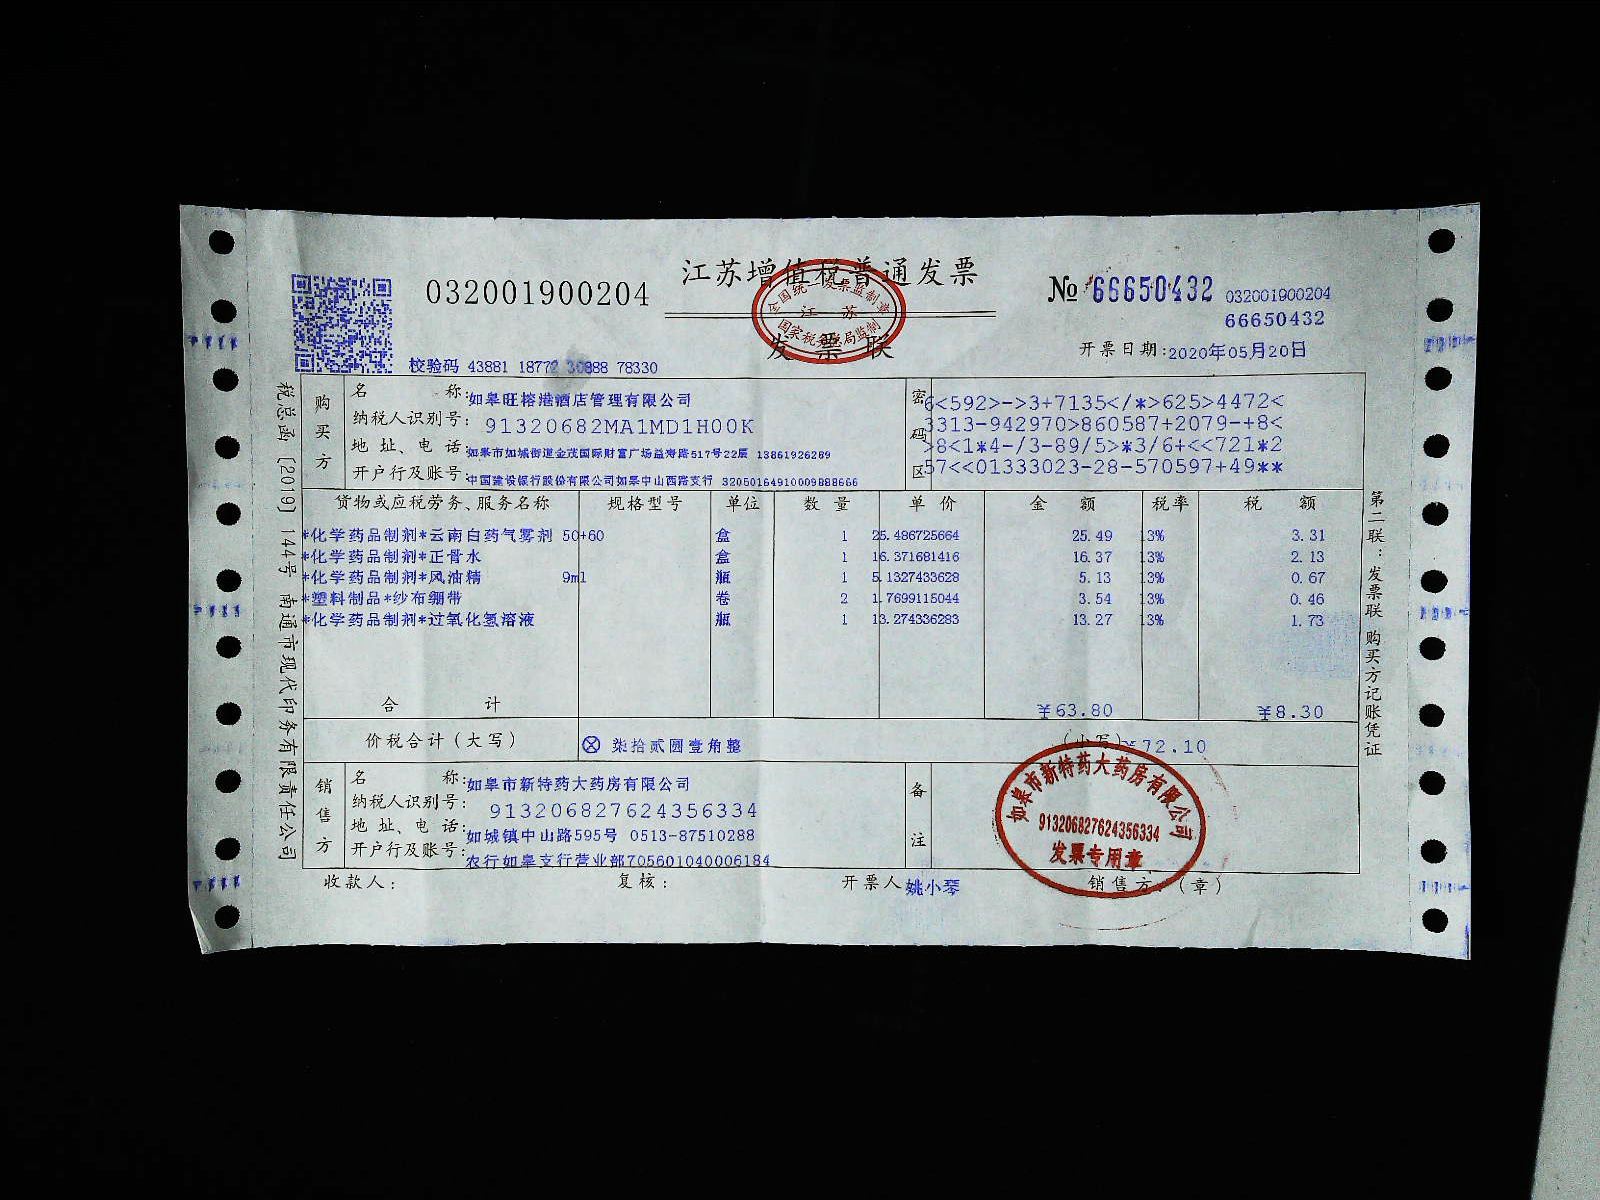 江苏增值税普通发票
全国统一发票监制章
江 苏
国家税务总局监制
发票联
032001900204
№ 66650432 032001900204
66650432
校验码 43881 18772 30888 78330
开票日期:2020年05月20日
购买方
名 称:如皋旺榕港酒店管理有限公司
纳税人识别号:91320682MA1MD1H00K
地 址、电 话:如皋市如城街道金茂国际财富广场益寿路517号22层 13861926289
开户行及账号:中国建设银行股份有限公司如皋中山西路支行 32050164910009888666
密码区
6<592>->3+7135</*>625>4472<
3313-942970>860587+2079-+8<
>8<1*4-/3-89/5>*3/6+<<721*2
57<<01333023-28-570597+49**
货物或应税劳务、服务名称 规格型号 单位 数量 单价 金额 税率 税额
*化学药品制剂*云南白药气雾剂 50+60 盒 1 25.486725664 25.49 13% 3.31
*化学药品制剂*正骨水 盒 1 16.371681416 16.37 13% 2.13
*化学药品制剂*风油精 9ml 瓶 1 5.1327433628 5.13 13% 0.67
*塑料制品*纱布绷带 卷 2 1.7699115044 3.54 13% 0.46
*化学药品制剂*过氧化氢溶液 瓶 1 13.274336283 13.27 13% 1.73
合 计 ¥63.80 ¥8.30
价税合计(大写) ⊗ 柒拾贰圆壹角整 (小写)¥72.10
销售方
名 称:如皋市新特药大药房有限公司
纳税人识别号:913206827624356334
地 址、电 话:如城镇中山路595号 0513-87510288
开户行及账号:农行如皋支行营业部705601040006184
备注
如皋市新特药大药房有限公司
913206827624356334
发票专用章
收款人: 复核: 开票人 姚小琴 销售方:(章)
税总函〔2019〕144号 南通市现代印务有限责任公司
第二联:发票联 购买方记账凭证